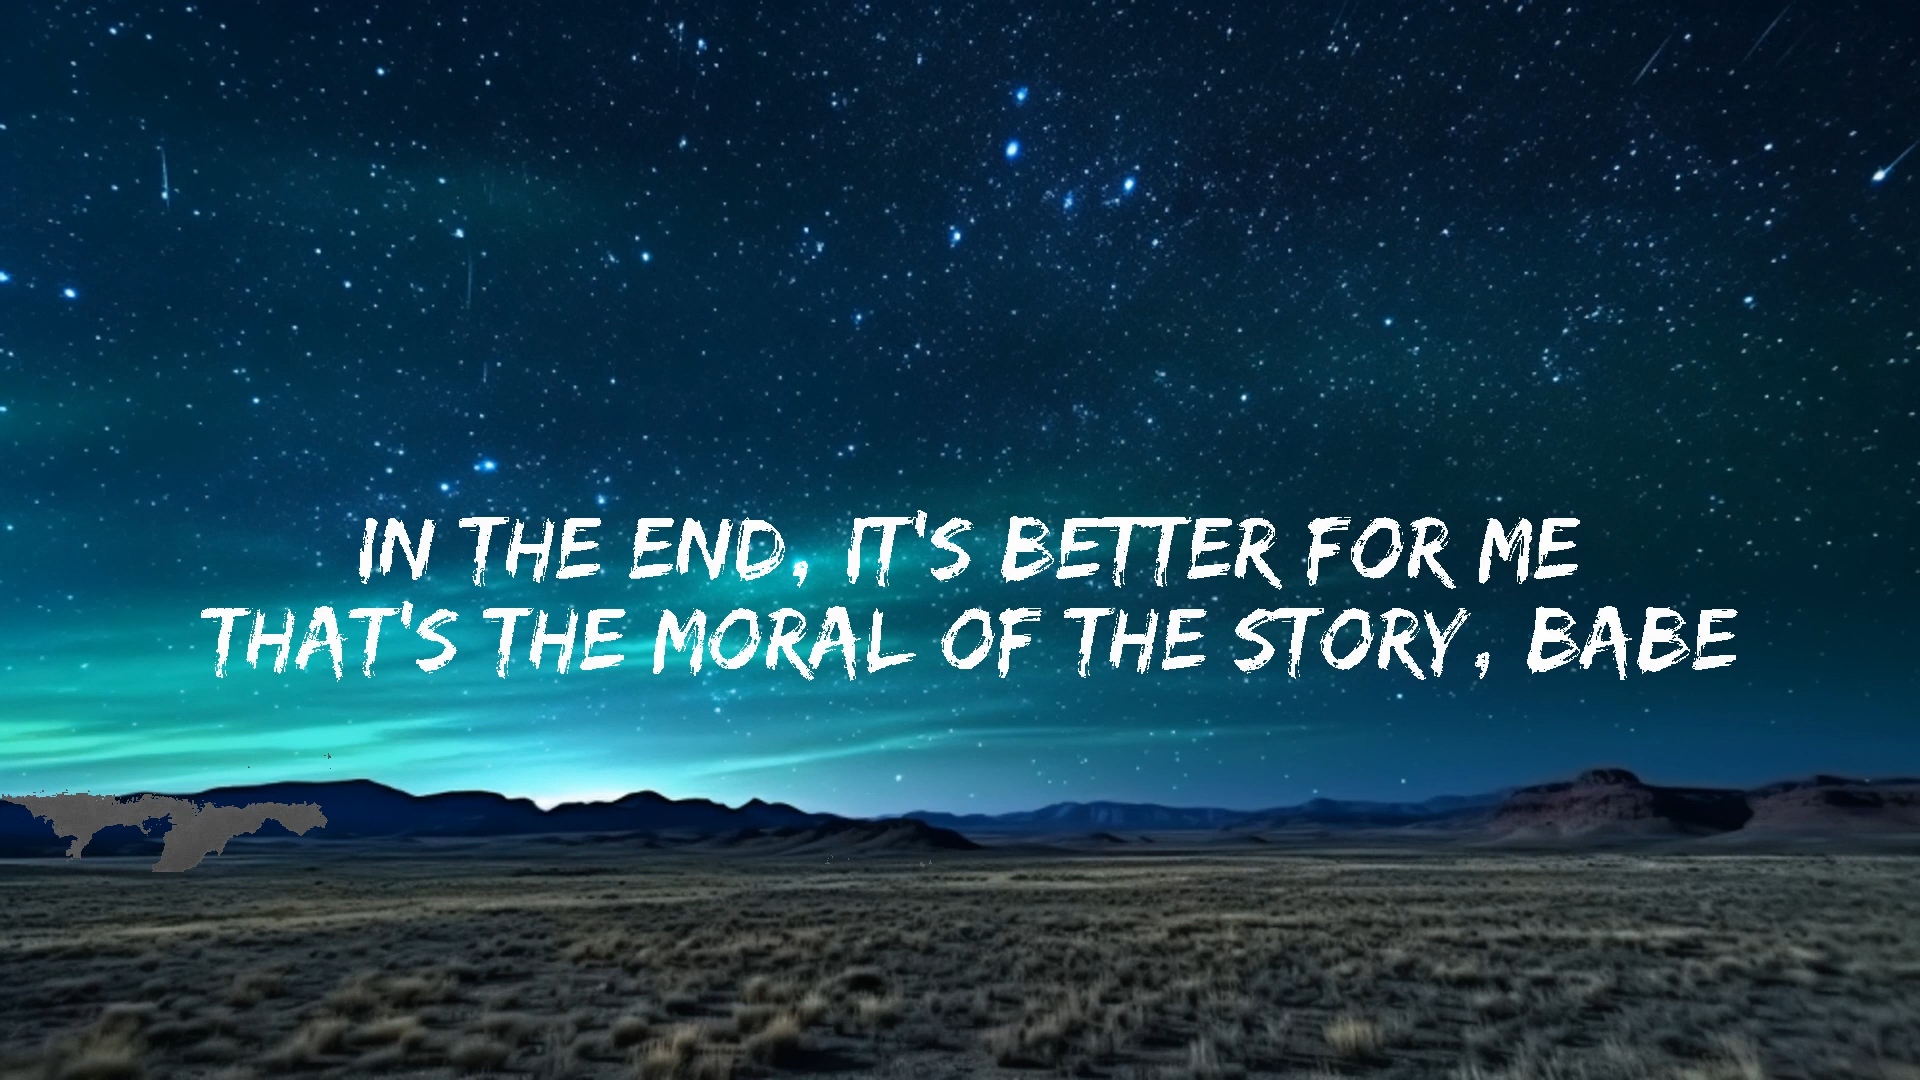 IN THE END, IT'S BETTER FOR ME
THAT'S THE MORAL OF THE STORY, BABE